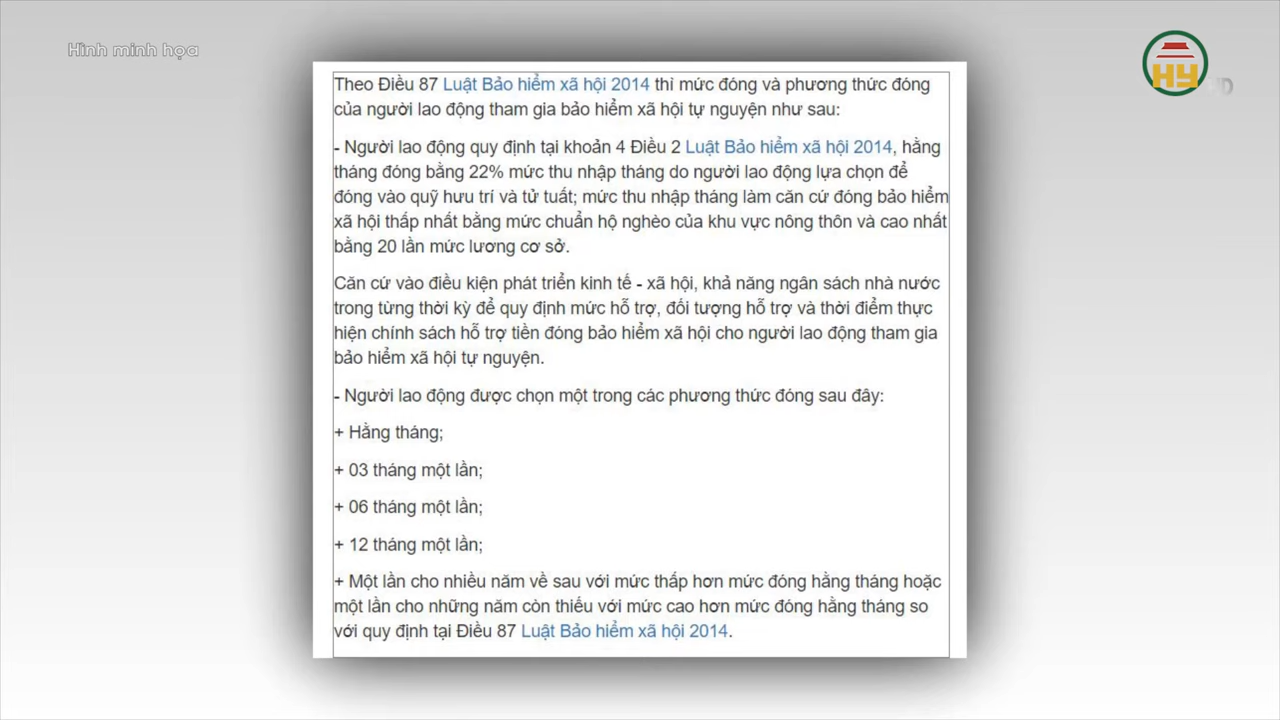 Hình minh họa
HY
HD
Theo Điều 87 Luật Bảo hiểm xã hội 2014 thì mức đóng và phương thức đóng
của người lao động tham gia bảo hiểm xã hội tự nguyện như sau:
- Người lao động quy định tại khoản 4 Điều 2 Luật Bảo hiểm xã hội 2014, hằng
tháng đóng bằng 22% mức thu nhập tháng do người lao động lựa chọn để
đóng vào quỹ hưu trí và tử tuất; mức thu nhập tháng làm căn cứ đóng bảo hiểm
xã hội thấp nhất bằng mức chuẩn hộ nghèo của khu vực nông thôn và cao nhất
bằng 20 lần mức lương cơ sở.
Căn cứ vào điều kiện phát triển kinh tế - xã hội, khả năng ngân sách nhà nước
trong từng thời kỳ để quy định mức hỗ trợ, đối tượng hỗ trợ và thời điểm thực
hiện chính sách hỗ trợ tiền đóng bảo hiểm xã hội cho người lao động tham gia
bảo hiểm xã hội tự nguyện.
- Người lao động được chọn một trong các phương thức đóng sau đây:
+ Hằng tháng;
+ 03 tháng một lần;
+ 06 tháng một lần;
+ 12 tháng một lần;
+ Một lần cho nhiều năm về sau với mức thấp hơn mức đóng hằng tháng hoặc
một lần cho những năm còn thiếu với mức cao hơn mức đóng hằng tháng so
với quy định tại Điều 87 Luật Bảo hiểm xã hội 2014.